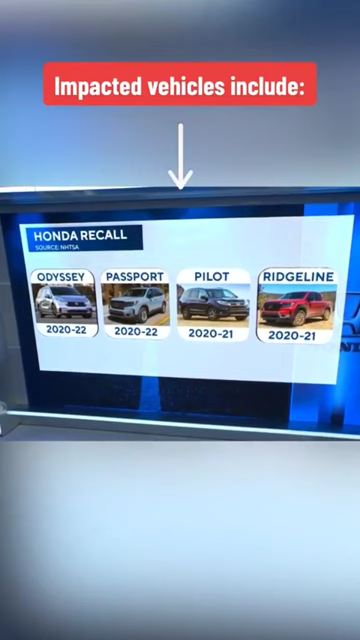 Impacted vehicles include:
HONDA RECALL
SOURCE: NHTSA
ODYSSEY
PASSPORT
PILOT
RIDGELINE
2020-22
2020-22
2020-21
2020-21